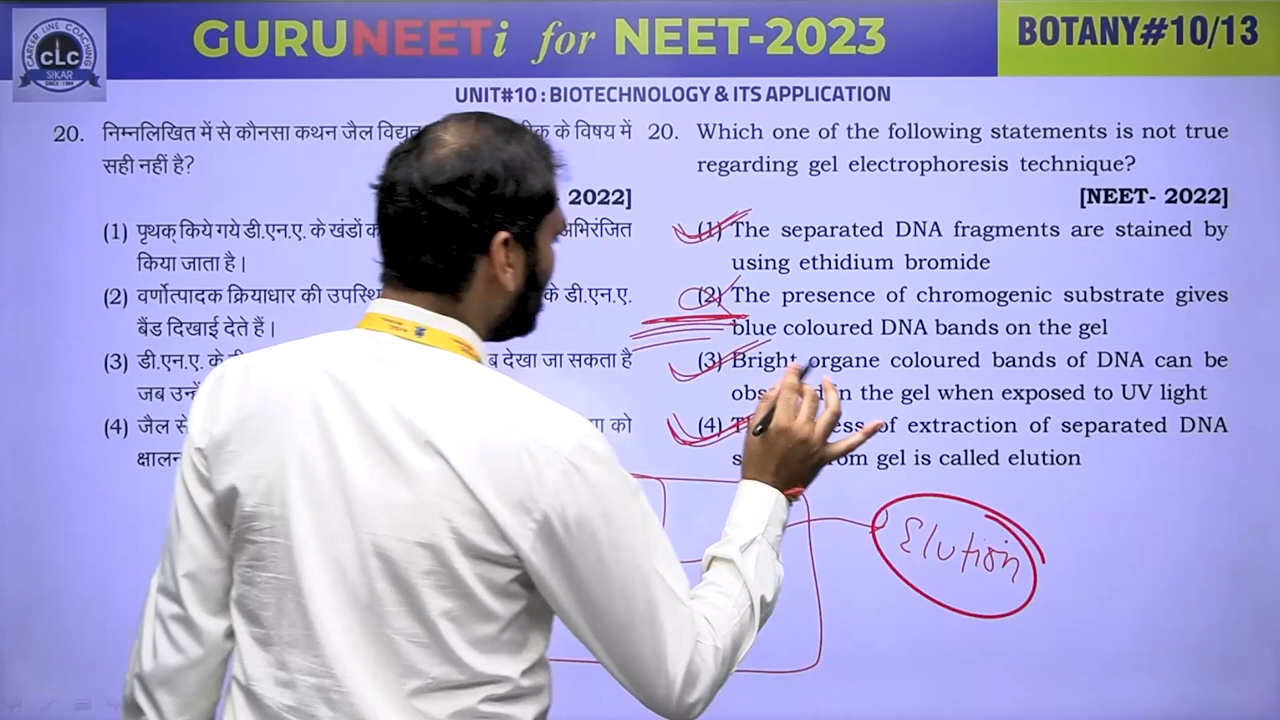 CAREER LINE COACHING
CLC
SIKAR
SINCE : 1996
GURUNEETi for NEET-2023
BOTANY#10/13
UNIT#10 : BIOTECHNOLOGY & ITS APPLICATION
20. निम्नलिखित में से कौनसा कथन जैल के विषय में
सही नहीं है?
2022]
(1) पृथक् किये गये डी.एन.ए. के खंडों अभिरंजित
किया जाता है।
(2) वर्णोत्पादक क्रियाधार की के डी.एन.ए.
बैंड दिखाई देते हैं।
(3) डी.एन.ए. के देखा जा सकता है
जब उन्हें
(4) जैल से को
20. Which one of the following statements is not true
regarding gel electrophoresis technique?
[NEET- 2022]
(1) The separated DNA fragments are stained by
using ethidium bromide
(2) The presence of chromogenic substrate gives
blue coloured DNA bands on the gel
(3) Bright organe coloured bands of DNA can be
in the gel when exposed to UV light
(4) of extraction of separated DNA
from gel is called elution
Elution